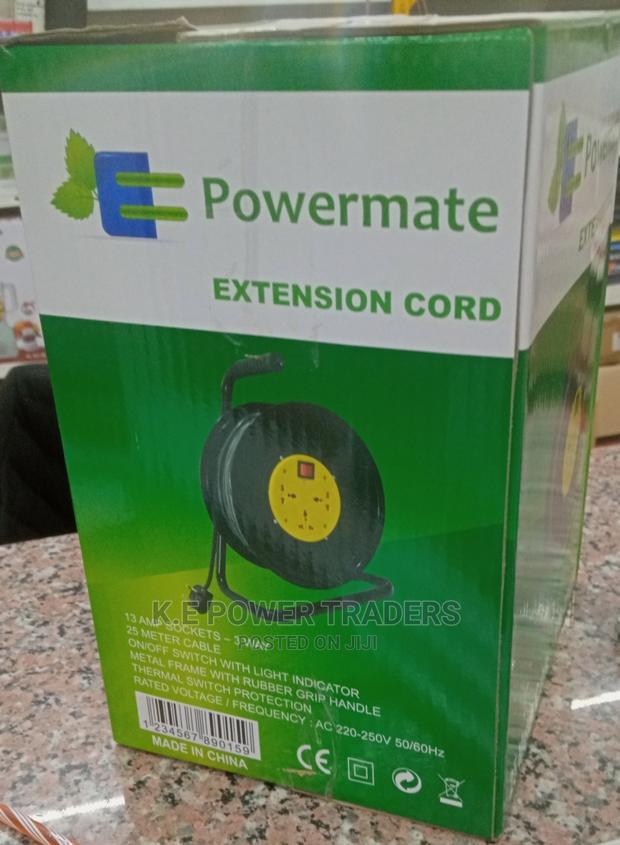 Powermate
EXTENSION CORD
13 AMP SOCKETS ~ 3 WAY
25 METER CABLE
ON/OFF SWITCH WITH LIGHT INDICATOR
METAL FRAME WITH RUBBER GRIP HANDLE
THERMAL SWITCH PROTECTION
RATED VOLTAGE / FREQUENCY : AC 220-250V 50/60Hz
1 234567 890159
MADE IN CHINA
CE
K E POWER TRADERS
POSTED ON JIJI